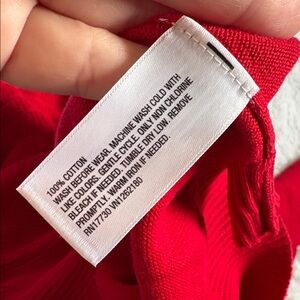 100% COTTON
WASH BEFORE WEAR. MACHINE WASH COLD WITH
LIKE COLORS. GENTLE CYCLE. ONLY NON CHLORINE
BLEACH IF NEEDED. TUMBLE DRY LOW. REMOVE
PROMPTLY. WARM IRON IF NEEDED.
RN17730 VN1262180